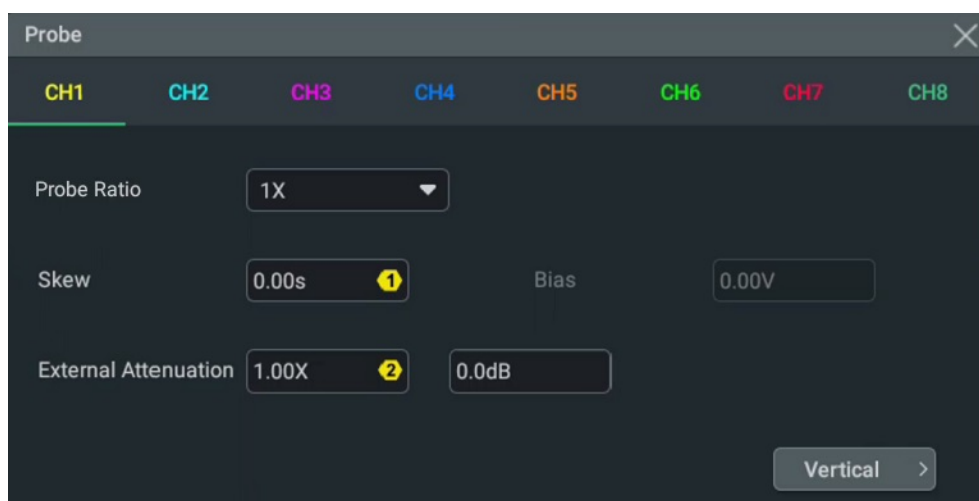 Probe
CH1 CH2 CH3 CH4 CH5 CH6 CH7 CH8
Probe Ratio 1X
Skew 0.00s 1 Bias 0.00V
External Attenuation 1.00X 2 0.0dB
Vertical >